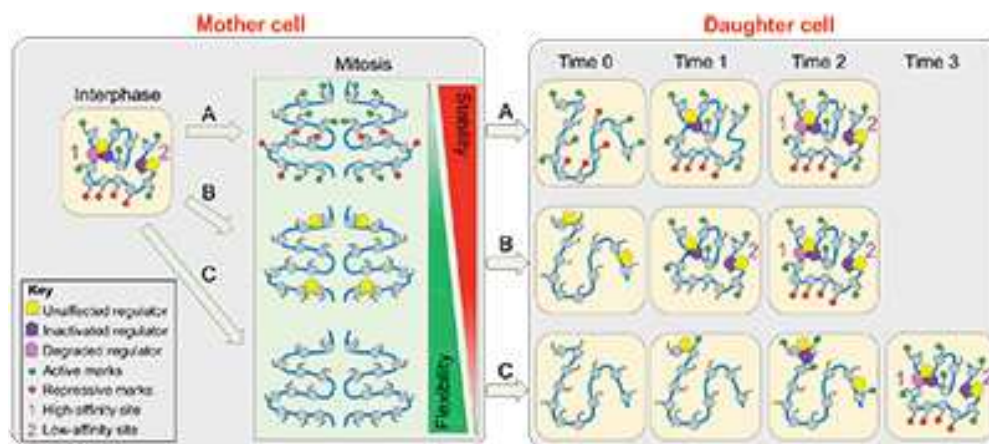 Mother cell
Daughter cell
Interphase
Mitosis
Time 0
Time 1
Time 2
Time 3
A
B
C
A
B
C
Stability
Flexibility
1
2
1
2
2
1
2
1
2
Key
Unaffected regulator
Inactivated regulator
Degraded regulator
Active marks
Repressive marks
1 High-affinity site
2 Low-affinity site